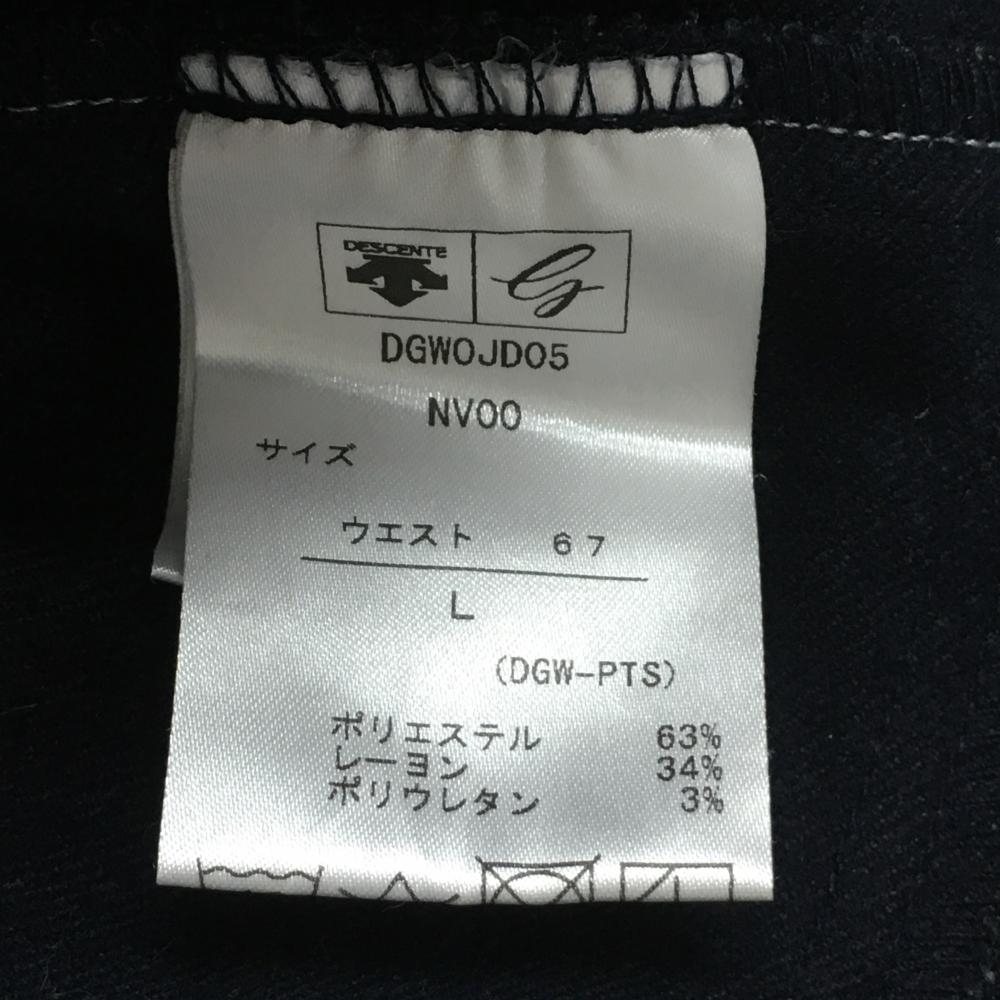 DESCENTE
DGW0JD05
NV00
サイズ
ウエスト 67
L
(DGW-PTS)
ポリエステル 63%
レーヨン 34%
ポリウレタン 3%